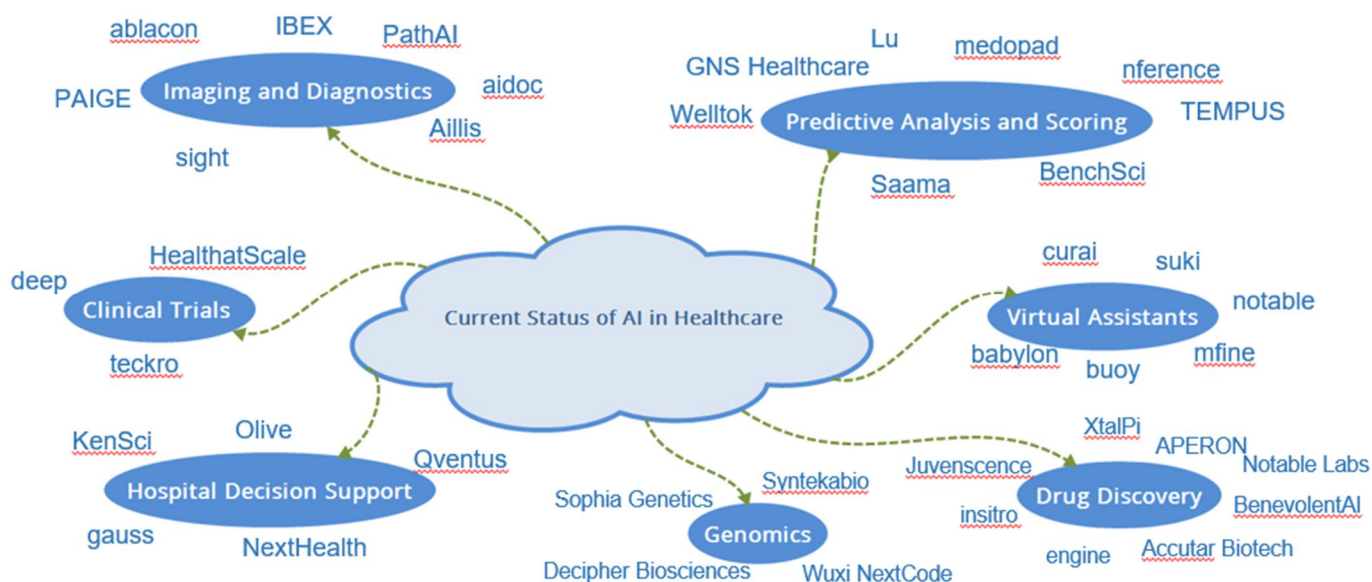 ablacon
IBEX
PathAI
PAIGE
Imaging and Diagnostics
aidoc
Aillis
sight
Lu
medopad
GNS Healthcare
nference
Welltok
Predictive Analysis and Scoring
TEMPUS
Saama
BenchSci
HealthatScale
deep
Clinical Trials
teckro
Current Status of AI in Healthcare
curai
suki
Virtual Assistants
notable
babylon
buoy
mfine
KenSci
Olive
Qventus
Hospital Decision Support
gauss
NextHealth
Sophia Genetics
Syntekabio
Genomics
Decipher Biosciences
Wuxi NextCode
XtalPi
APERON
Notable Labs
Juvenscence
Drug Discovery
BenevolentAI
insitro
engine
Accutar Biotech